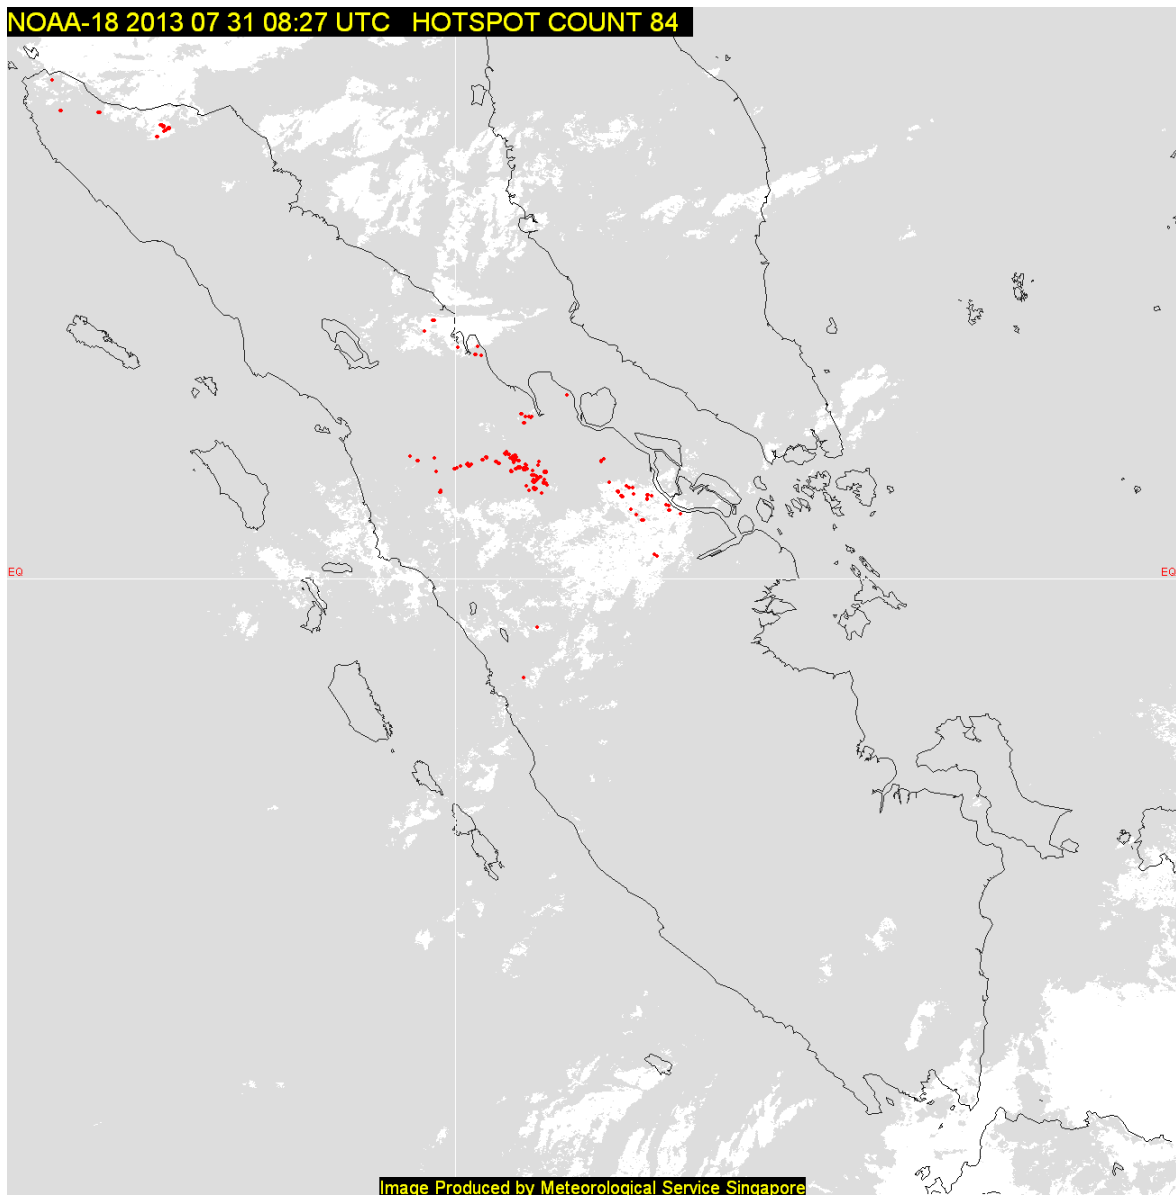 NOAA-18 2013 07 31 08:27 UTC   HOTSPOT COUNT 84
EQ
EQ
Image Produced by Meteorological Service Singapore